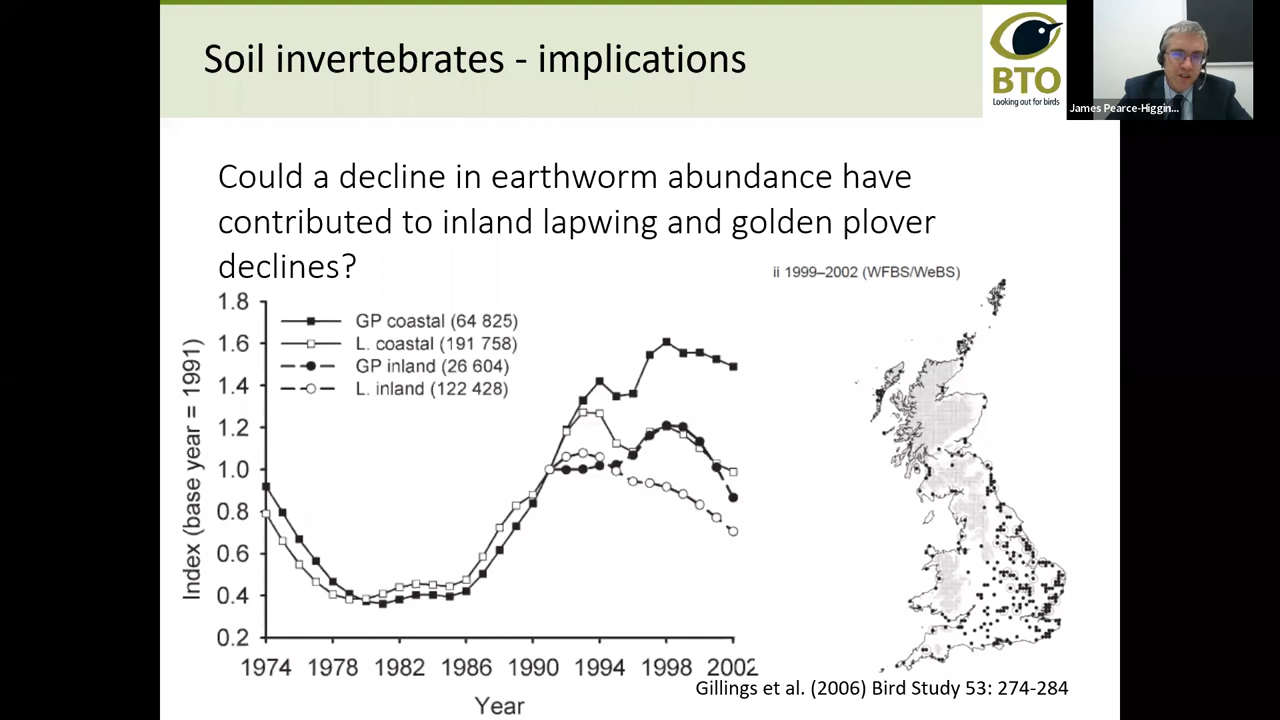 Soil invertebrates - implications
BTO
Looking out for birds
James Pearce-Higgin...
Could a decline in earthworm abundance have
contributed to inland lapwing and golden plover
declines?
ii 1999–2002 (WFBS/WeBS)
1.8
1.6
1.4
1.2
1.0
0.8
0.6
0.4
0.2
Index (base year = 1991)
GP coastal (64 825)
L. coastal (191 758)
GP inland (26 604)
L. inland (122 428)
1974 1978 1982 1986 1990 1994 1998 2002
Year
Gillings et al. (2006) Bird Study 53: 274-284